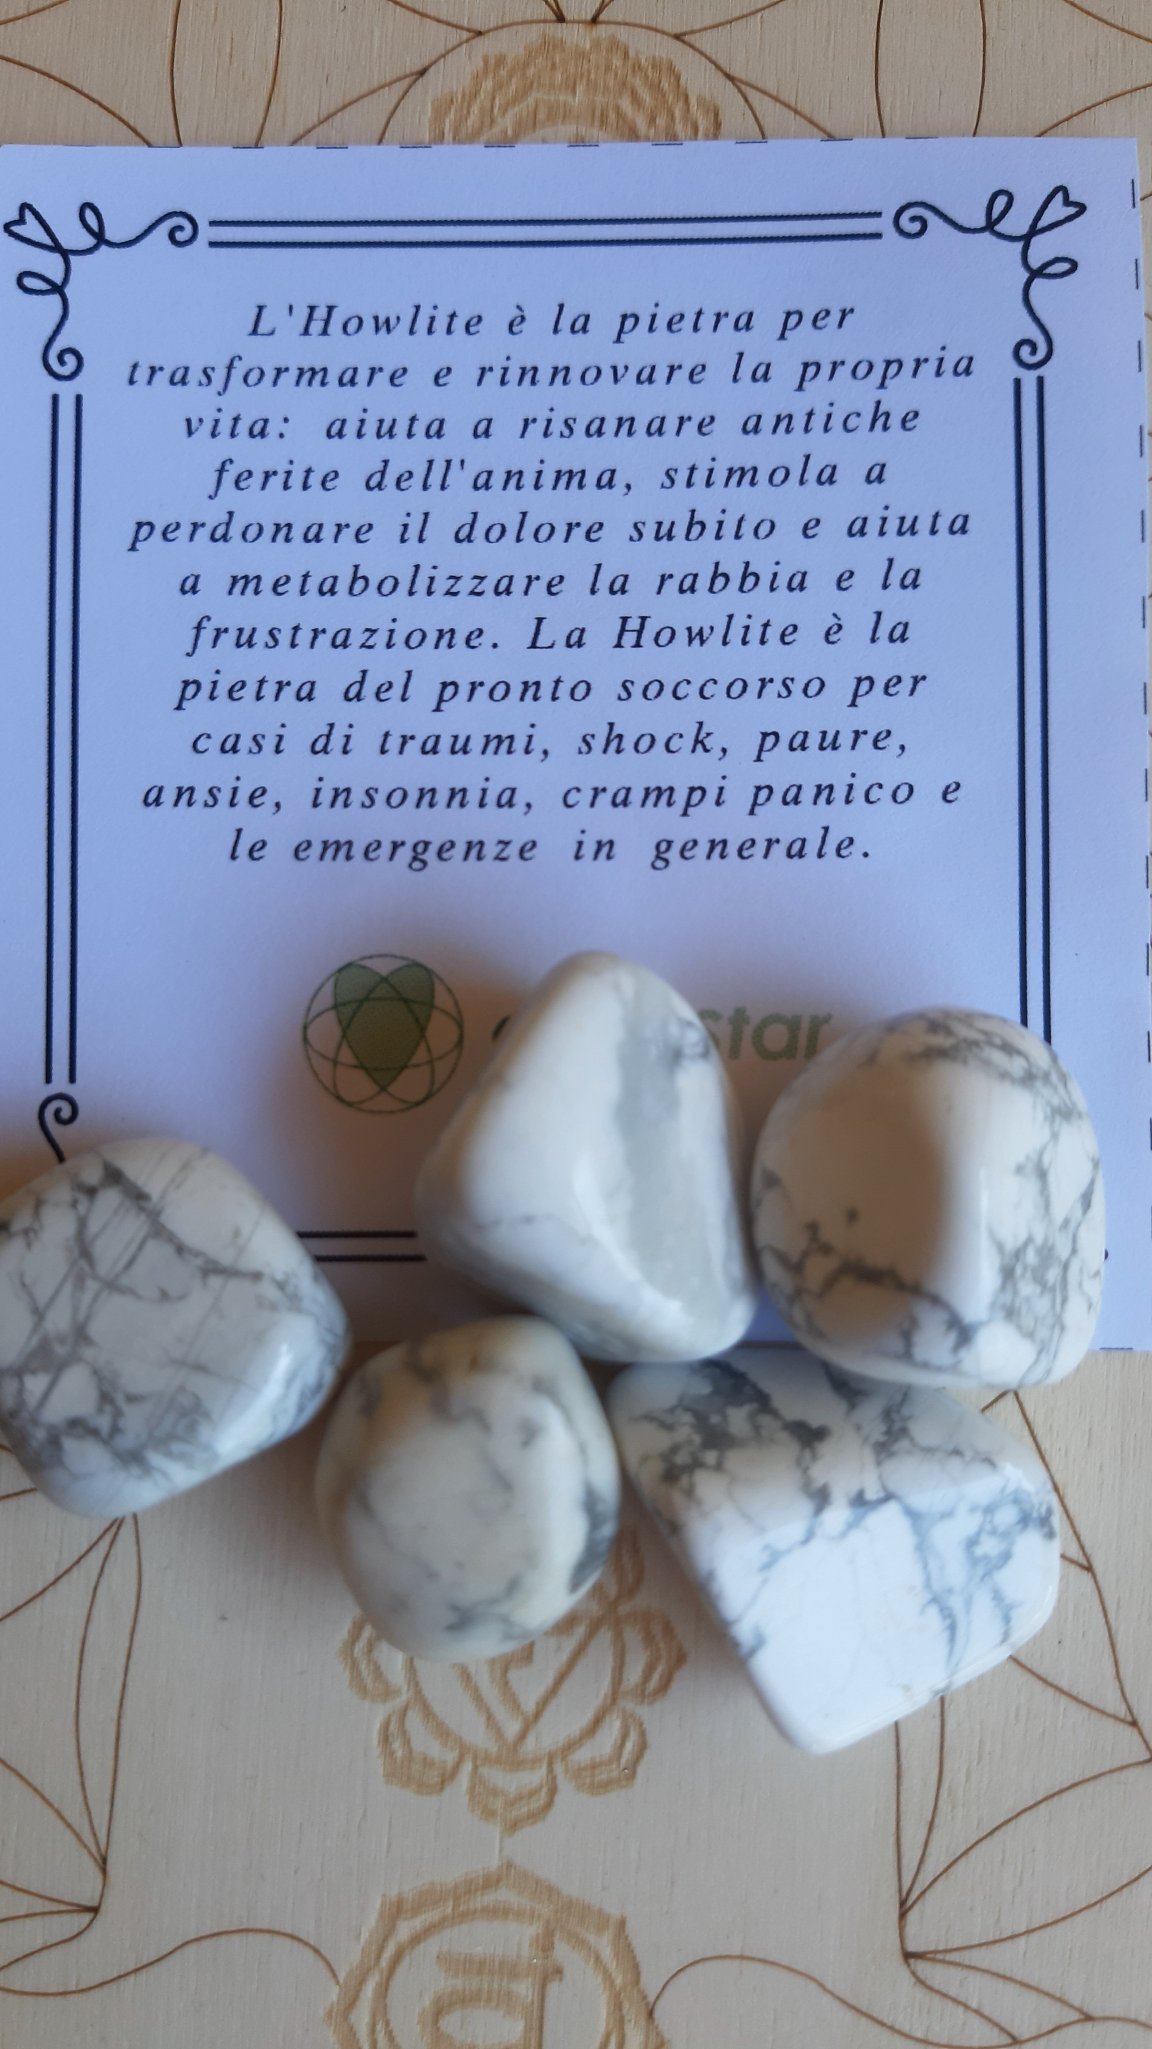 L'Howlite è la pietra per
trasformare e rinnovare la propria
vita: aiuta a risanare antiche
ferite dell'anima, stimola a
perdonare il dolore subito e aiuta
a metabolizzare la rabbia e la
frustrazione. La Howlite è la
pietra del pronto soccorso per
casi di traumi, shock, paure,
ansie, insonnia, crampi panico e
le emergenze in generale.
star